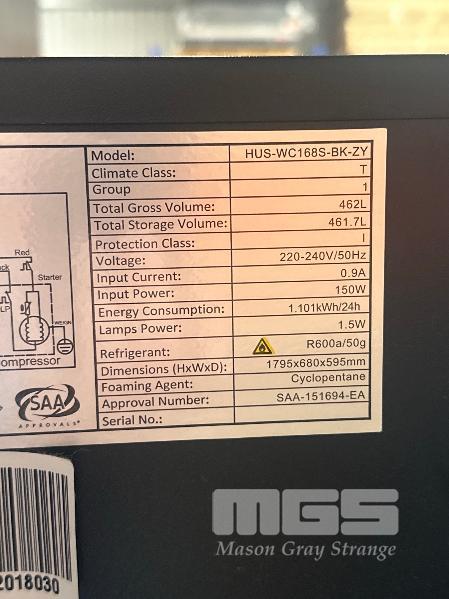 Model: HUS-WC168S-BK-ZY
Climate Class: T
Group 1
Total Gross Volume: 462L
Total Storage Volume: 461.7L
Protection Class: I
Voltage: 220-240V/50Hz
Input Current: 0.9A
Input Power: 150W
Energy Consumption: 1.101kWh/24h
Lamps Power: 1.5W
Refrigerant: R600a/50g
Dimensions (HxWxD): 1795x680x595mm
Foaming Agent: Cyclopentane
Approval Number: SAA-151694-EA
Serial No.:
Red
Starter
ompressor
SAA
APPROVALS®
2018030
MGS
Mason Gray Strange